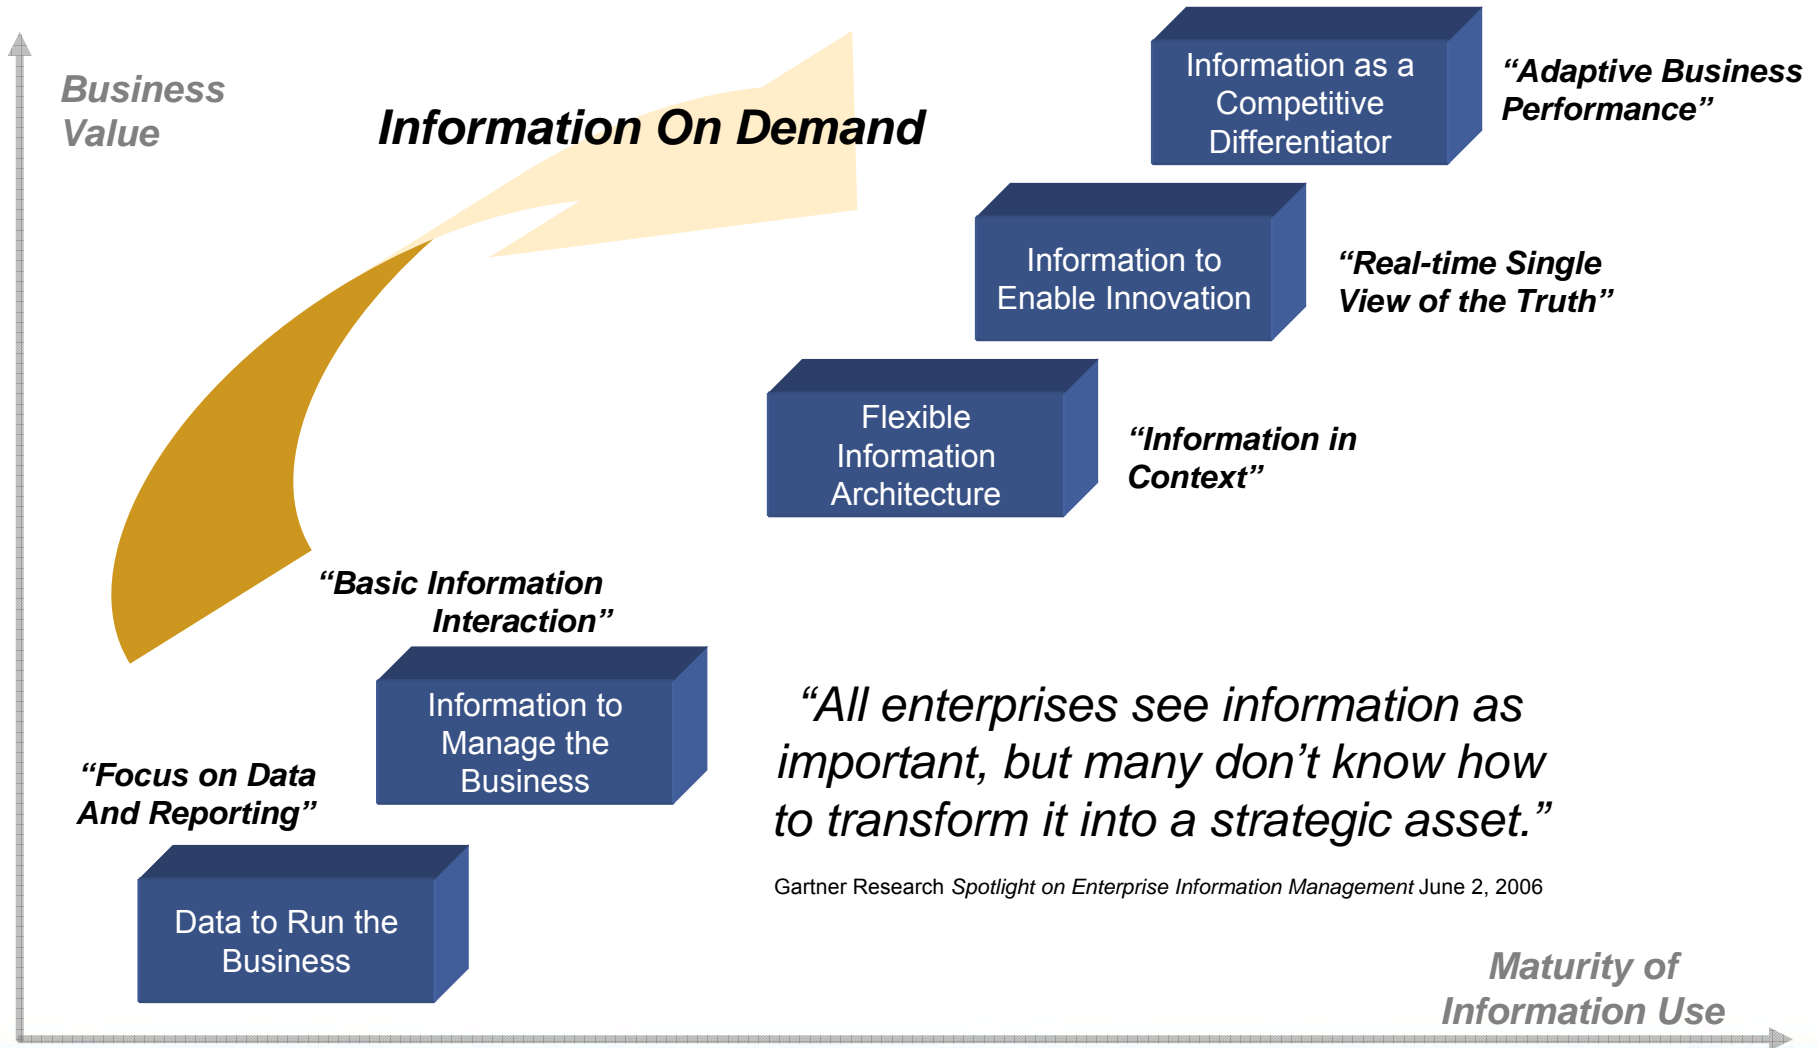 Business
Value
Information On Demand
Information as a
Competitive
Differentiator
“Adaptive Business
Performance”
Information to
Enable Innovation
“Real-time Single
View of the Truth”
Flexible
Information
Architecture
“Information in
Context”
“Basic Information
Interaction”
Information to
Manage the
Business
“Focus on Data
And Reporting”
Data to Run the
Business
“All enterprises see information as
important, but many don’t know how
to transform it into a strategic asset.”
Gartner Research Spotlight on Enterprise Information Management June 2, 2006
Maturity of
Information Use